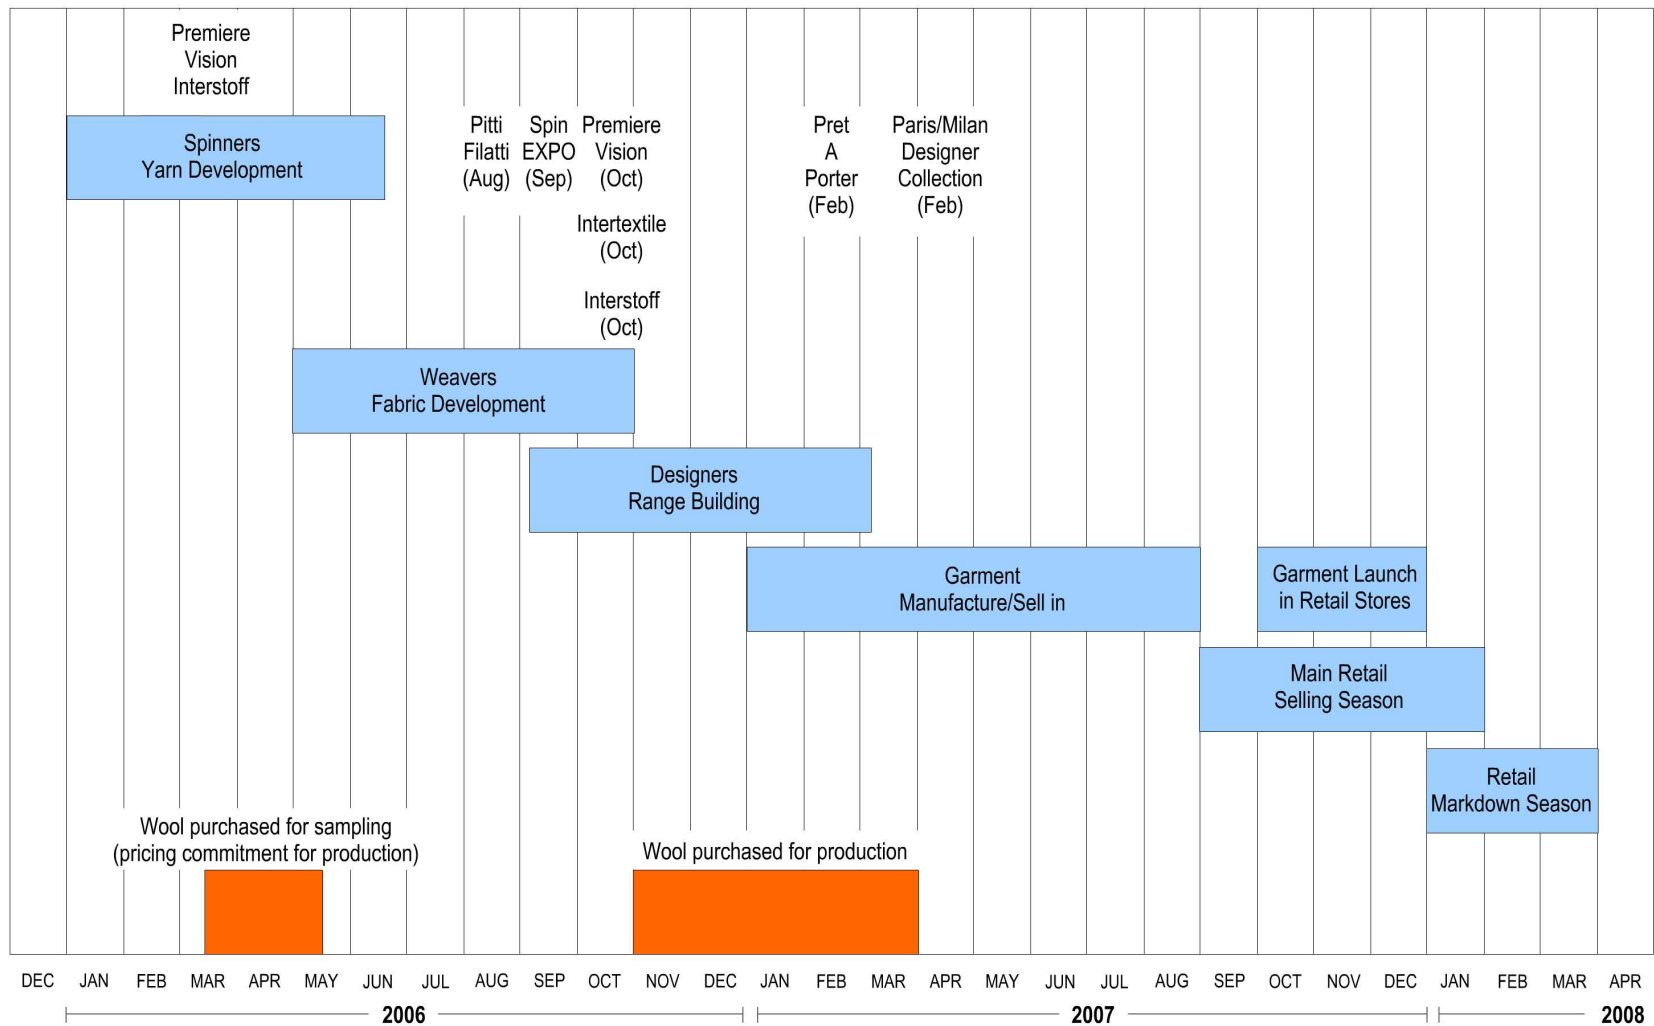 Premiere
Vision
Interstoff
Spinners
Yarn Development
Pitti
Filatti
(Aug)
Spin
EXPO
(Sep)
Premiere
Vision
(Oct)
Intertextile
(Oct)
Interstoff
(Oct)
Pret
A
Porter
(Feb)
Paris/Milan
Designer
Collection
(Feb)
Weavers
Fabric Development
Designers
Range Building
Garment
Manufacture/Sell in
Garment Launch
in Retail Stores
Main Retail
Selling Season
Retail
Markdown Season
Wool purchased for sampling
(pricing commitment for production)
Wool purchased for production
DEC JAN FEB MAR APR MAY JUN JUL AUG SEP OCT NOV DEC JAN FEB MAR APR MAY JUN JUL AUG SEP OCT NOV DEC JAN FEB MAR APR
2006 2007 2008